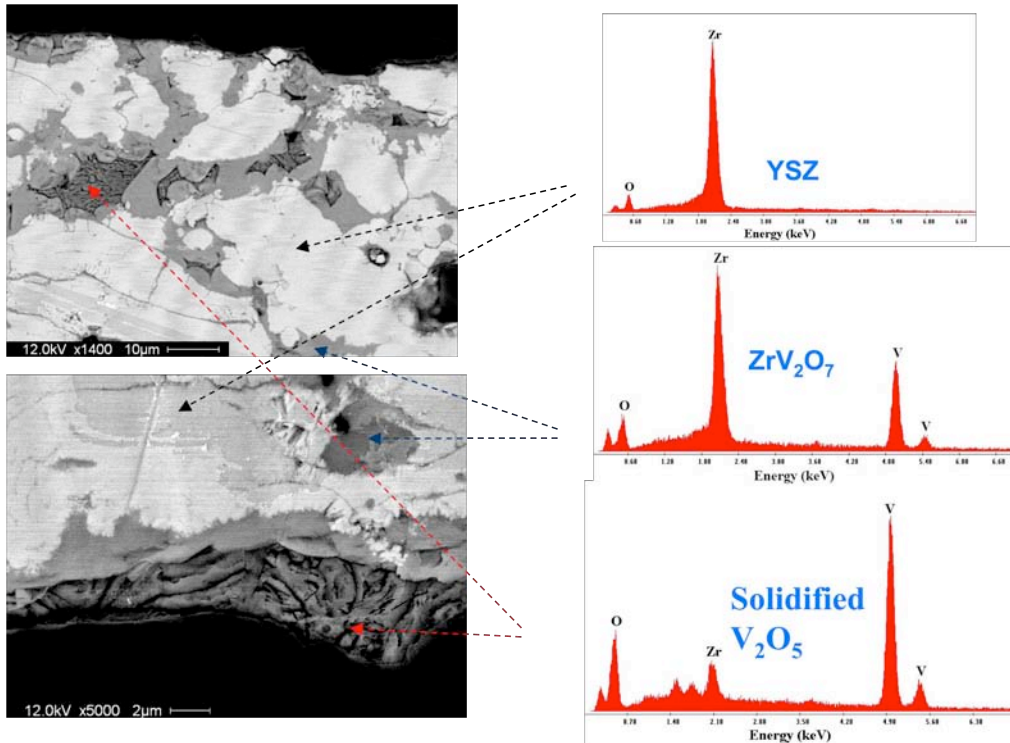 12.0kV x1400 10µm
12.0kV x5000 2µm
Zr
YSZ
O
0.60 1.20 1.80 2.40 3.00 3.60 4.20 4.80 5.40 6.00 6.60
Energy (keV)
Zr
ZrV₂O₇
V
O
V
0.60 1.20 1.80 2.40 3.00 3.60 4.20 4.80 5.40 6.00 6.60
Energy (keV)
V
Solidified
V₂O₅
O
Zr
V
0.70 1.40 2.10 2.80 3.50 4.20 4.90 5.60 6.30
Energy (keV)